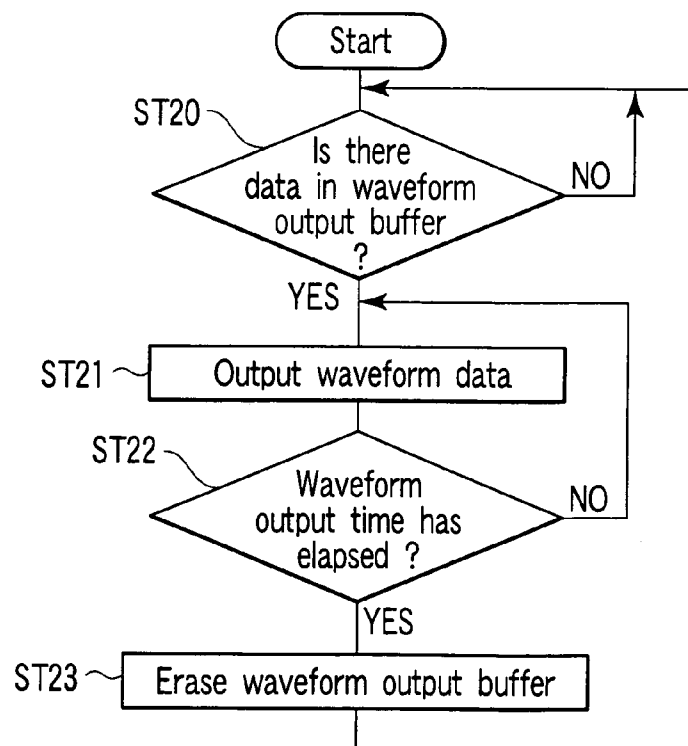 Start
ST20
Is there
data in waveform
output buffer
?
NO
YES
ST21
Output waveform data
ST22
Waveform
output time has
elapsed ?
NO
YES
ST23
Erase waveform output buffer